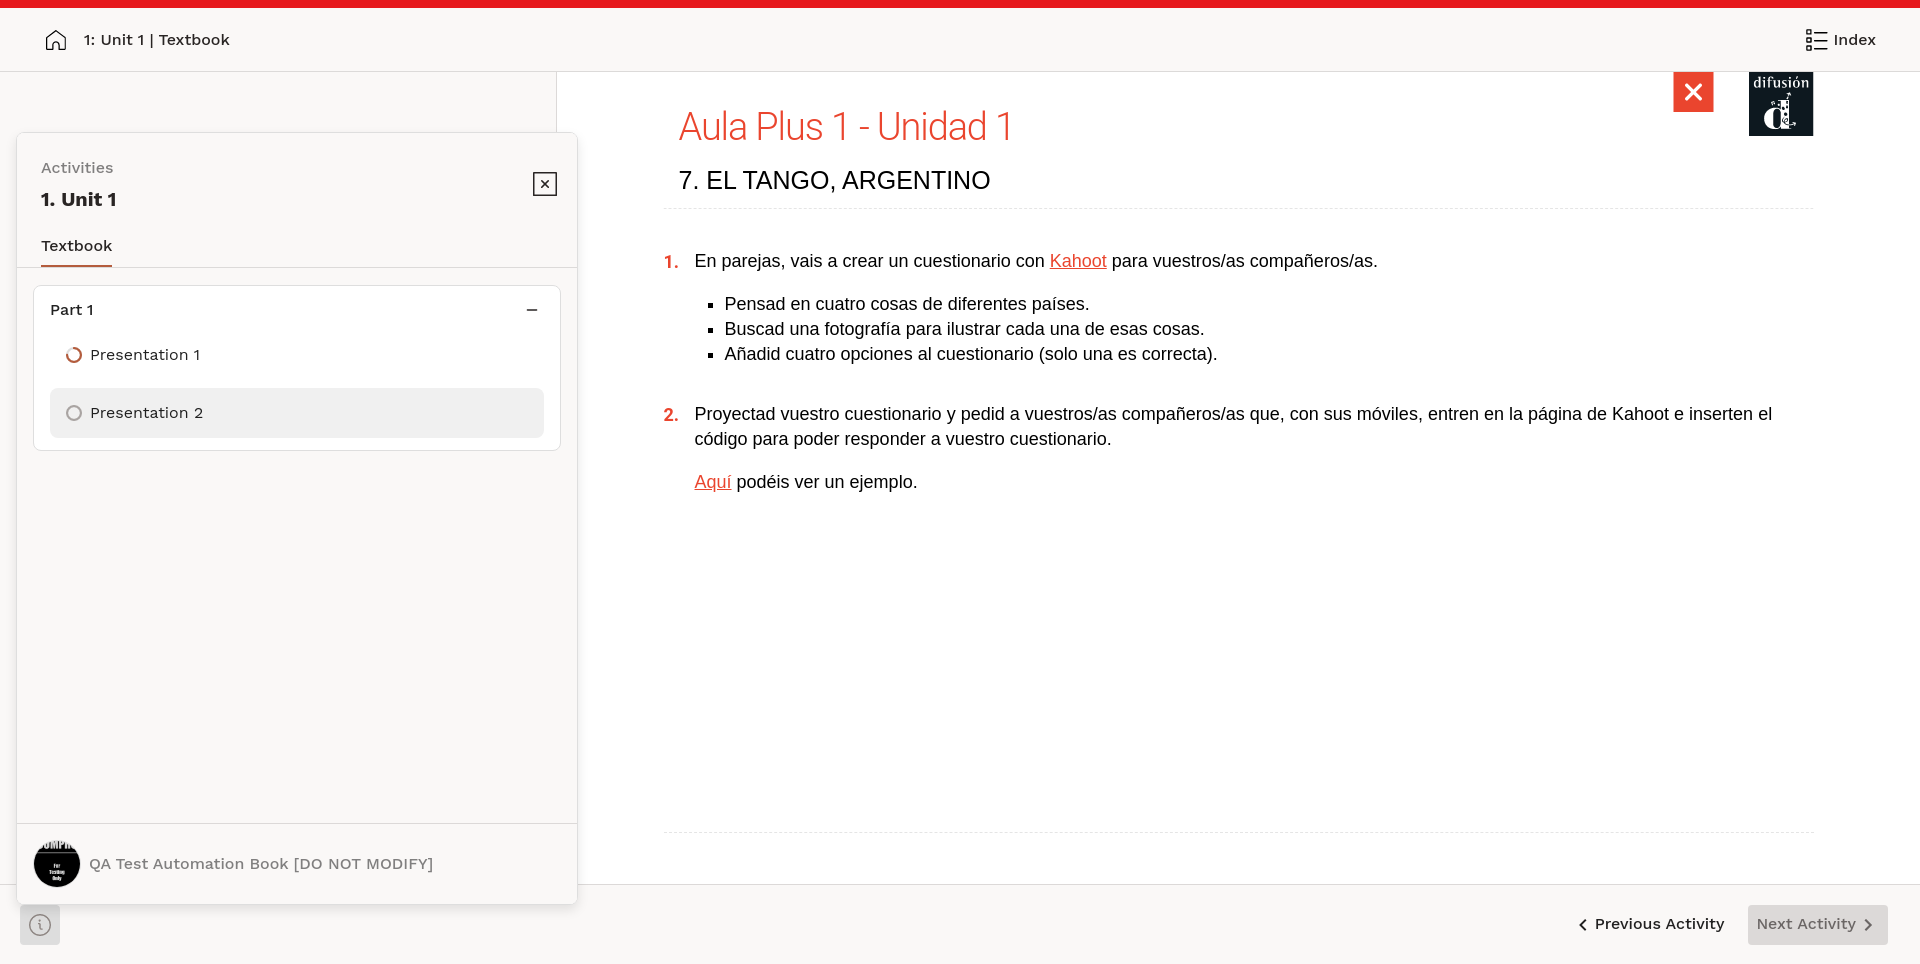 1: Unit 1 | Textbook
Index
Activities
1. Unit 1
Textbook
Part 1
Presentation 1
Presentation 2
QA Test Automation Book [DO NOT MODIFY]
For
Testing
Only
difusión
Aula Plus 1 - Unidad 1
7. EL TANGO, ARGENTINO
1. En parejas, vais a crear un cuestionario con Kahoot para vuestros/as compañeros/as.
▪ Pensad en cuatro cosas de diferentes países.
▪ Buscad una fotografía para ilustrar cada una de esas cosas.
▪ Añadid cuatro opciones al cuestionario (solo una es correcta).
2. Proyectad vuestro cuestionario y pedid a vuestros/as compañeros/as que, con sus móviles, entren en la página de Kahoot e inserten el
código para poder responder a vuestro cuestionario.
Aquí podéis ver un ejemplo.
Previous Activity
Next Activity